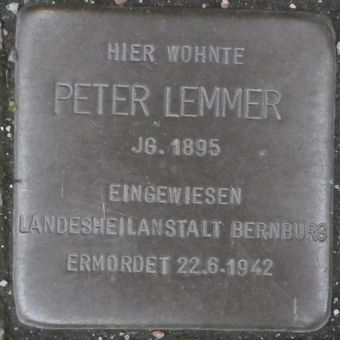 HIER WOHNTE
PETER LEMMER
JG. 1895
EINGEWIESEN
LANDESHEILANSTALT BERNBURG
ERMORDET 22.6.1942